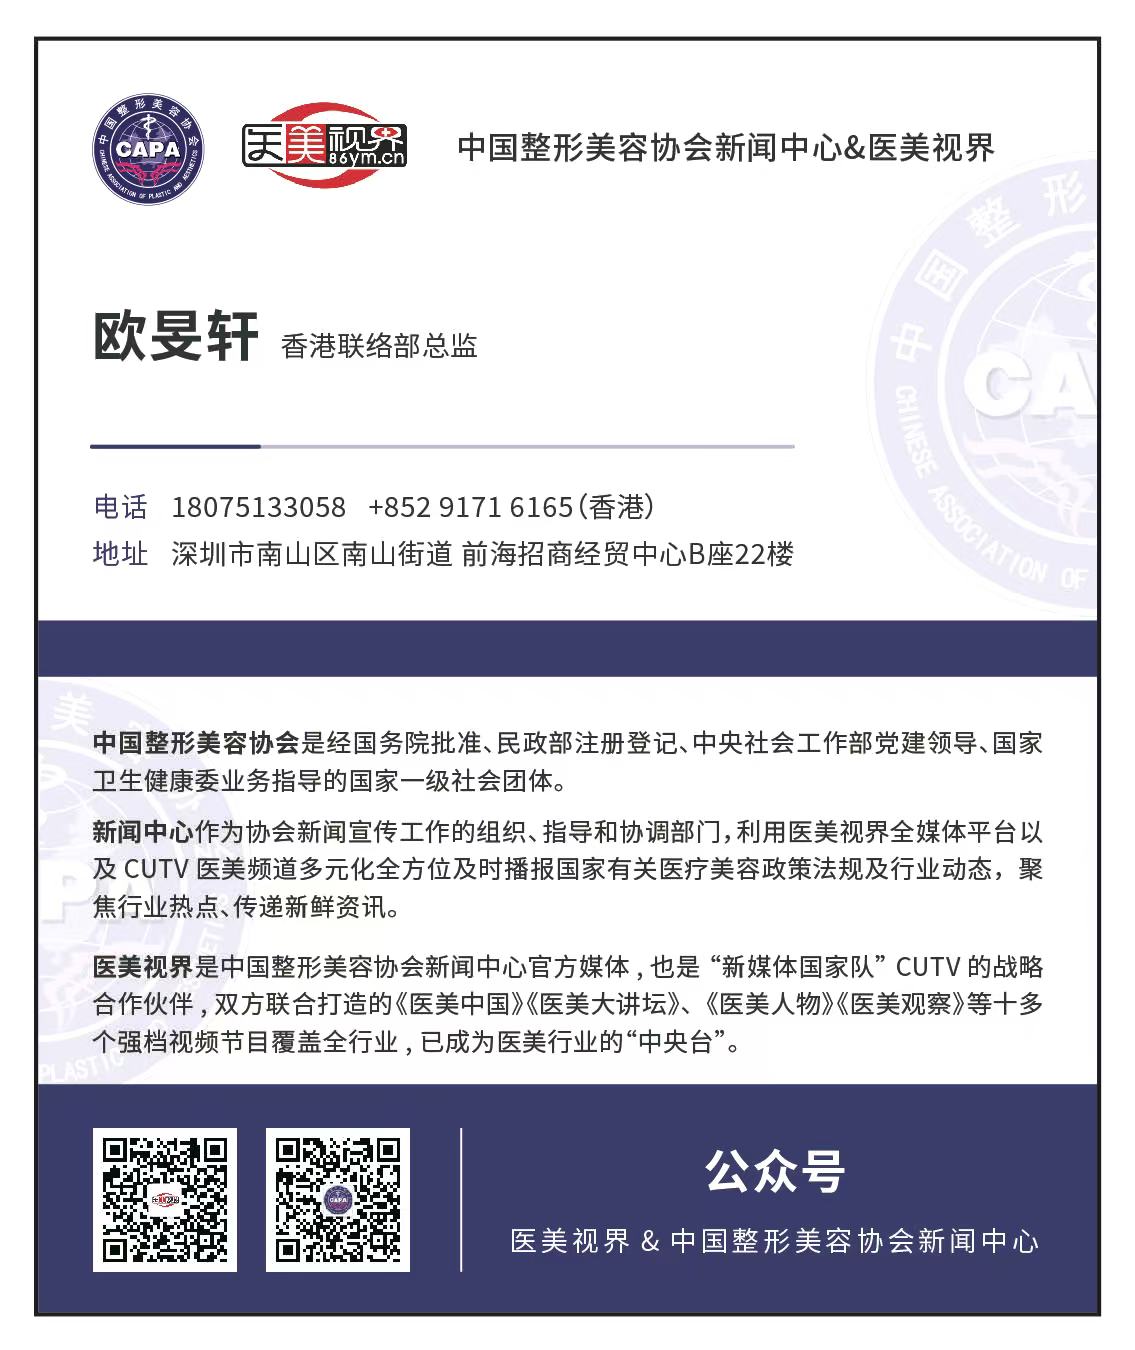 中国整形美容协会
CAPA
CHINESE ASSOCIATION OF PLASTIC AND AESTHETICS
医美视界
86ym.cn
中国整形美容协会新闻中心&医美视界
中国整形
CA
CHINESE ASSOCIATION OF
欧旻轩 香港联络部总监
电话 18075133058 +852 9171 6165（香港）
地址 深圳市南山区南山街道 前海招商经贸中心B座22楼
中国整形美容协会是经国务院批准、民政部注册登记、中央社会工作部党建领导、国家
卫生健康委业务指导的国家一级社会团体。
新闻中心作为协会新闻宣传工作的组织、指导和协调部门，利用医美视界全媒体平台以
及 CUTV 医美频道多元化全方位及时播报国家有关医疗美容政策法规及行业动态，聚
焦行业热点、传递新鲜资讯。
医美视界是中国整形美容协会新闻中心官方媒体 , 也是 “新媒体国家队” CUTV 的战略
合作伙伴 , 双方联合打造的《医美中国》《医美大讲坛》、《医美人物》《医美观察》等十多
个强档视频节目覆盖全行业 , 已成为医美行业的“中央台”。
公众号
医美视界 & 中国整形美容协会新闻中心